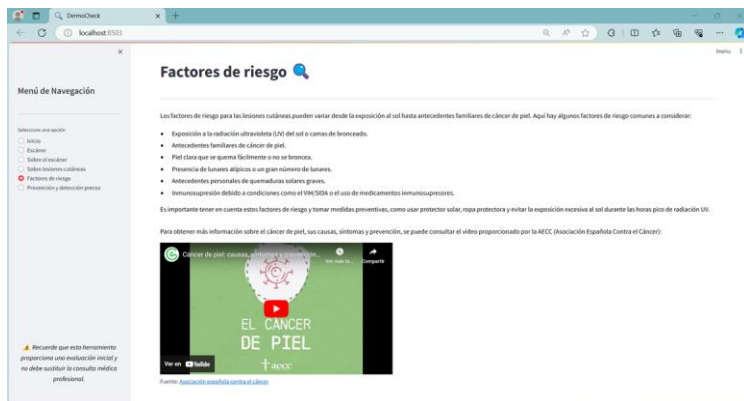 DermoCheck
localhost:8503
Deploy
Menú de Navegación
Seleccione una opción
Inicio
Escáner
Sobre el escáner
Sobre lesiones cutáneas
Factores de riesgo
Prevención y detección precoz
Recuerde que esta herramienta
proporciona una evaluación inicial y
no debe sustituir la consulta médica
profesional.
Factores de riesgo
Los factores de riesgo para las lesiones cutáneas pueden variar desde la exposición al sol hasta antecedentes familiares de cáncer de piel. Aquí hay algunos factores de riesgo comunes a considerar:
Exposición a la radiación ultravioleta (UV) del sol o camas de bronceado.
Antecedentes familiares de cáncer de piel.
Piel clara que se quema fácilmente o no se broncea.
Presencia de lunares atípicos o un gran número de lunares.
Antecedentes personales de quemaduras solares graves.
Inmunosupresión debido a condiciones como el VIH/SIDA o el uso de medicamentos inmunosupresores.
Es importante tener en cuenta estos factores de riesgo y tomar medidas preventivas, como usar protector solar, ropa protectora y evitar la exposición excesiva al sol durante las horas pico de radiación UV.
Para obtener más información sobre el cáncer de piel, sus causas, síntomas y prevención, se puede consultar el vídeo proporcionado por la AECC (Asociación Española Contra el Cáncer):
Cáncer de piel: causas, síntomas y prevención...
Ver más ta...
Compartir
EL CÁNCER
DE PIEL
aecc
Ver en YouTube
Fuente: Asociación española contra el cáncer